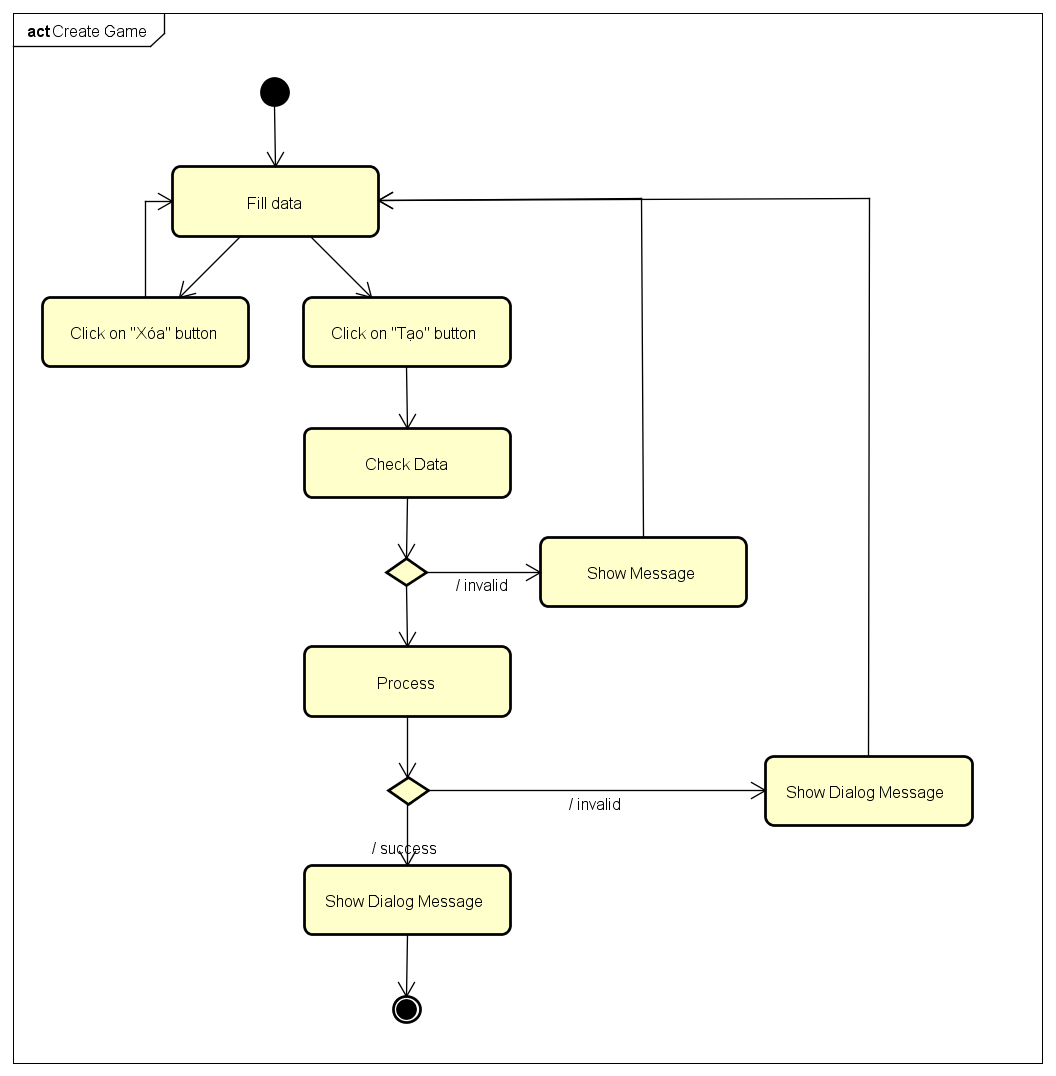 act Create Game
Fill data
Click on "Xóa" button
Click on "Tạo" button
Check Data
/ invalid
Show Message
Process
/ invalid
Show Dialog Message
/ success
Show Dialog Message